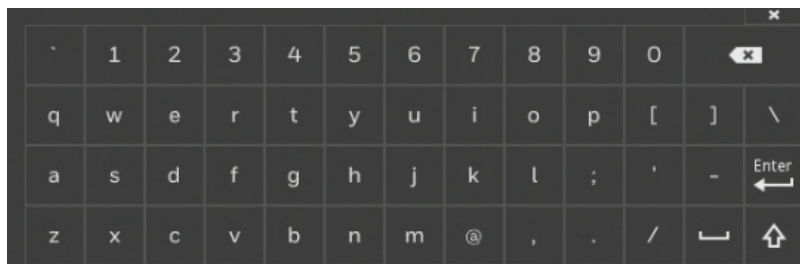 ` 1 2 3 4 5 6 7 8 9 0
q w e r t y u i o p [ ] \
a s d f g h j k l ; ' - Enter
z x c v b n m @ , . /